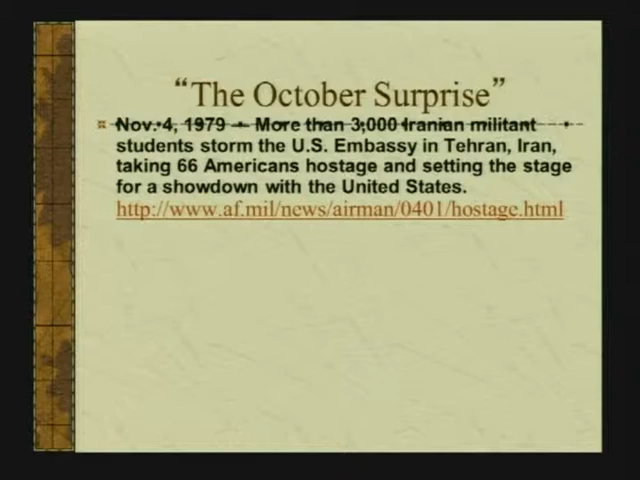 “The October Surprise”
Nov. 4, 1979 – More than 3,000 Iranian militant
students storm the U.S. Embassy in Tehran, Iran,
taking 66 Americans hostage and setting the stage
for a showdown with the United States.
http://www.af.mil/news/airman/0401/hostage.html